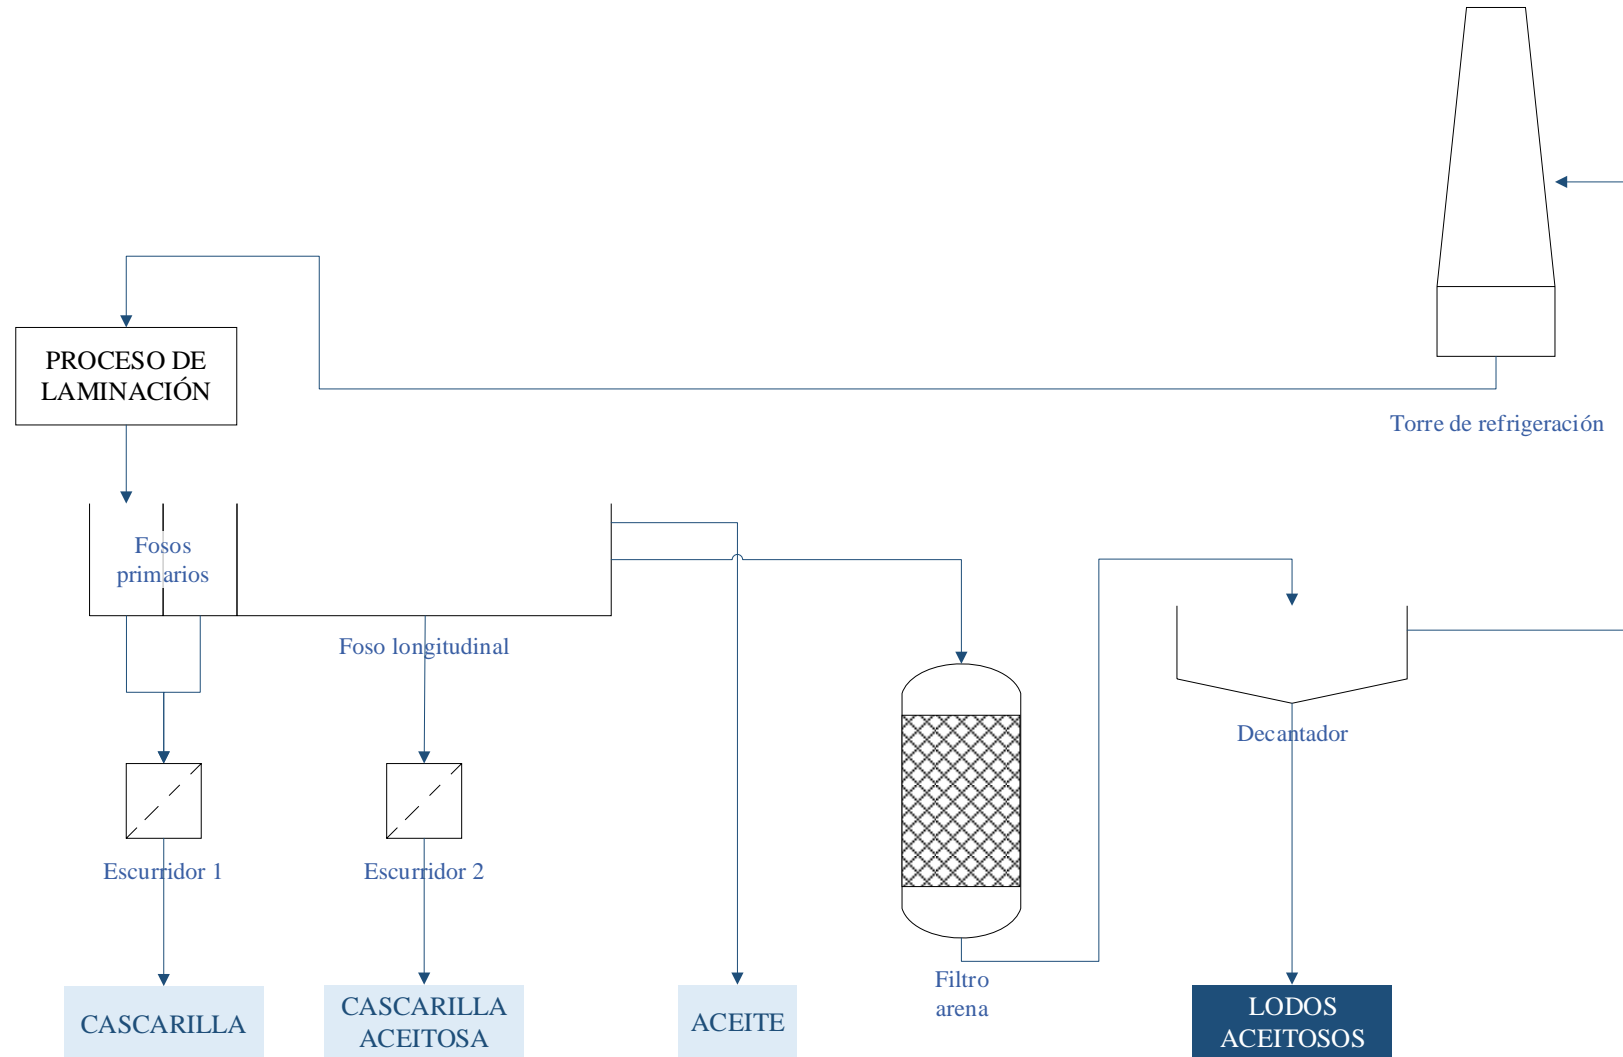 PROCESO DE
LAMINACIÓN
Torre de refrigeración
Fosos
primarios
Foso longitudinal
Decantador
Escurridor 1
Escurridor 2
Filtro
arena
CASCARILLA
CASCARILLA
ACEITOSA
ACEITE
LODOS
ACEITOSOS